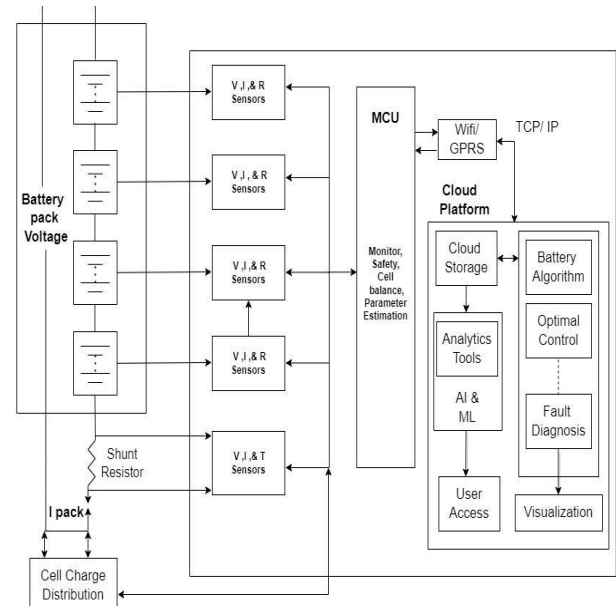 Battery
pack
Voltage
V ,I ,& R
Sensors
V,I, & R
Sensors
V,I,& R
Sensors
V,I,& R
Sensors
V,I,& T
Sensors
Shunt
Resistor
I pack
Cell Charge
Distribution
MCU
Monitor,
Safety,
Cell
balance,
Parameter
Estimation
Wifi/
GPRS
TCP/ IP
Cloud
Platform
Cloud
Storage
Analytics
Tools
AI &
ML
User
Access
Battery
Algorithm
Optimal
Control
Fault
Diagnosis
Visualization